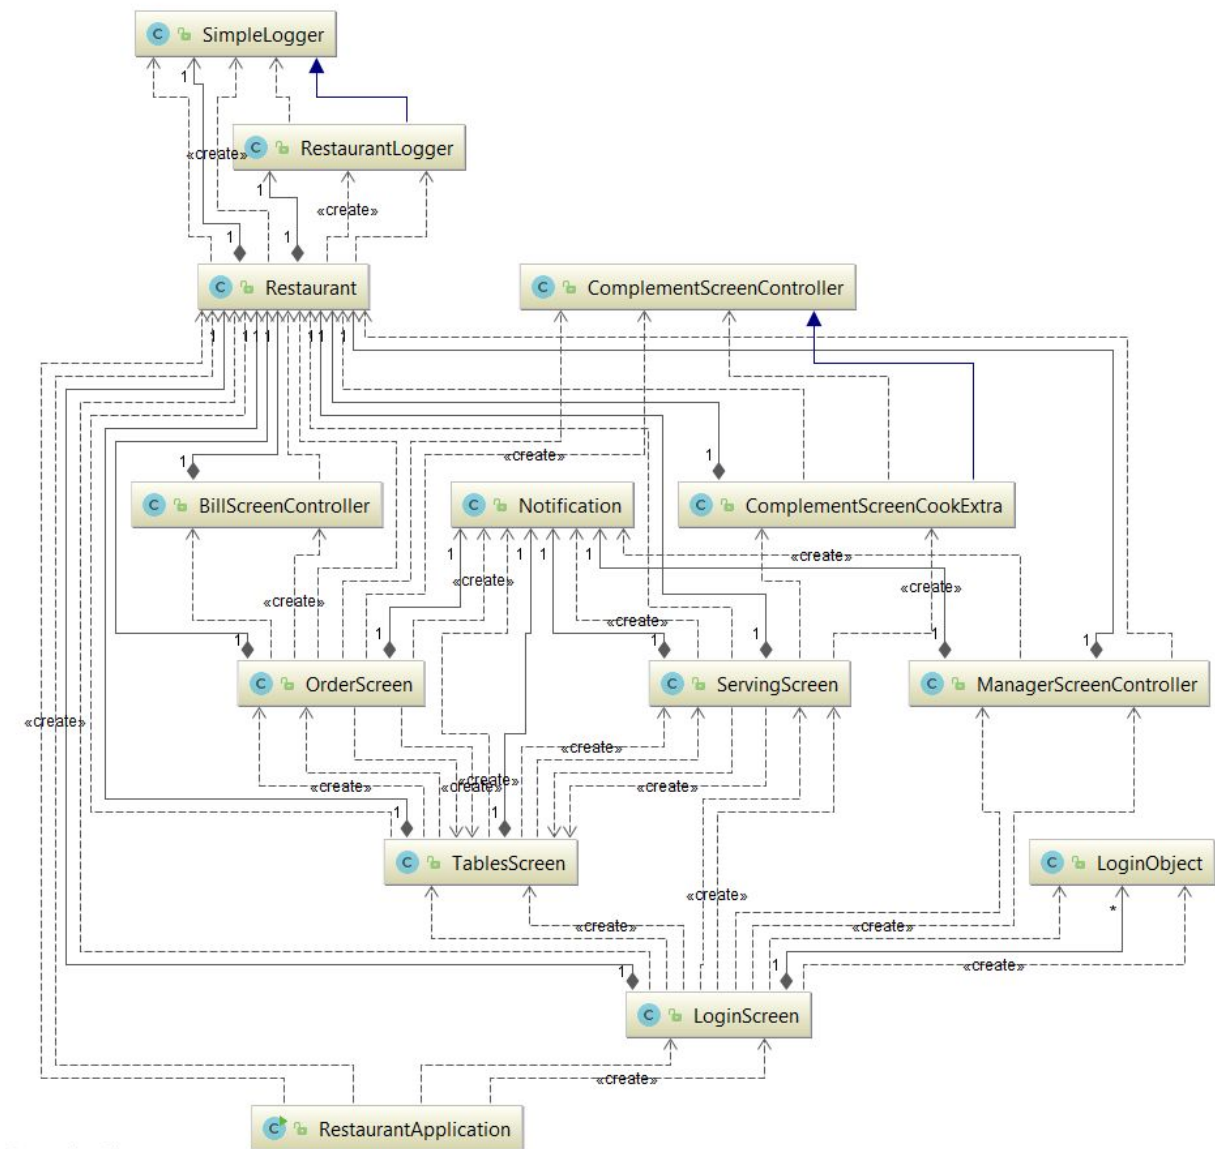 SimpleLogger
1
«create»
RestaurantLogger
1
«create»
1
1
Restaurant
ComplementScreenController
1
1
1
1
1
1
1
«create»
1
1
BillScreenController
Notification
ComplementScreenCookExtra
1
1
1
1
«create»
«create»
«create»
«create»
«create»
1
1
1
1
1
1
OrderScreen
ServingScreen
ManagerScreenController
«create»
«create»
«create»
«create»
«create»
«create»
1
1
TablesScreen
LoginObject
«create»
*
«create»
«create»
1
1
«create»
LoginScreen
«create»
RestaurantApplication